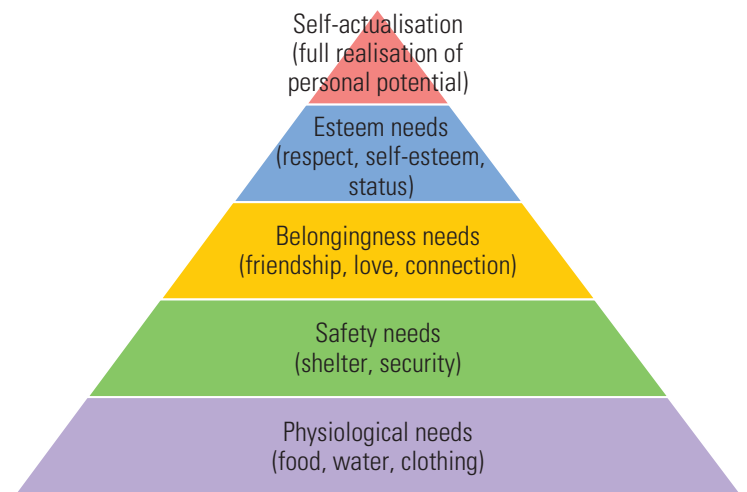 Self-actualisation
(full realisation of
personal potential)
Esteem needs
(respect, self-esteem,
status)
Belongingness needs
(friendship, love, connection)
Safety needs
(shelter, security)
Physiological needs
(food, water, clothing)